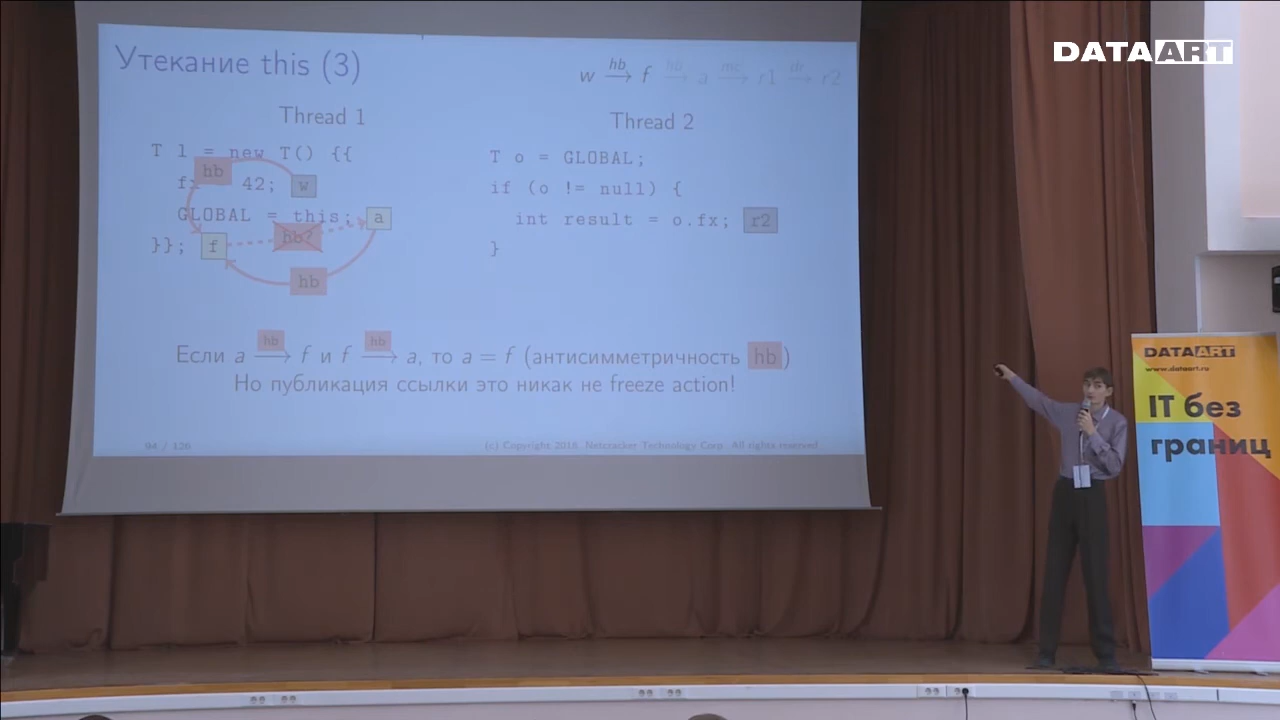 Утекание this (3)
w hb→ f hb→ a mc→ r1 dr→ r2
Thread 1
T l = new T() {{
hb
fx 42; w
GLOBAL = this; a
}}; f hb?
hb
Thread 2
T o = GLOBAL;
if (o != null) {
int result = o.fx; r2
}
Если a hb→ f и f hb→ a, то a = f (антисимметричность hb)
Но публикация ссылки это никак не freeze action!
94 / 126
(c) Copyright 2016 Netcracker Technology Corp. All rights reserved
DATAART
DATAART
www.dataart.ru
IT без
границ